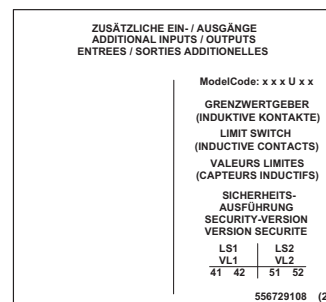 ZUSÄTZLICHE EIN- / AUSGÄNGE
ADDITIONAL INPUTS / OUTPUTS
ENTREES / SORTIES ADDITIONELLES
ModelCode: x x x U x x
GRENZWERTGEBER
(INDUKTIVE KONTAKTE)
LIMIT SWITCH
(INDUCTIVE CONTACTS)
VALEURS LIMITES
(CAPTEURS INDUCTIFS)
SICHERHEITS-
AUSFÜHRUNG
SECURITY-VERSION
VERSION SECURITE
LS1 LS2
VL1 VL2
41 42 51 52
556729108 (2